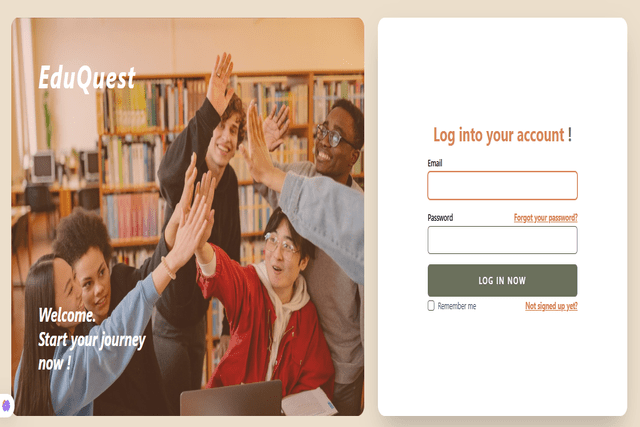 EduQuest
Welcome.
Start your journey
now !
Log into your account !
Email
Password
Forgot your password?
LOG IN NOW
Remember me
Not signed up yet?